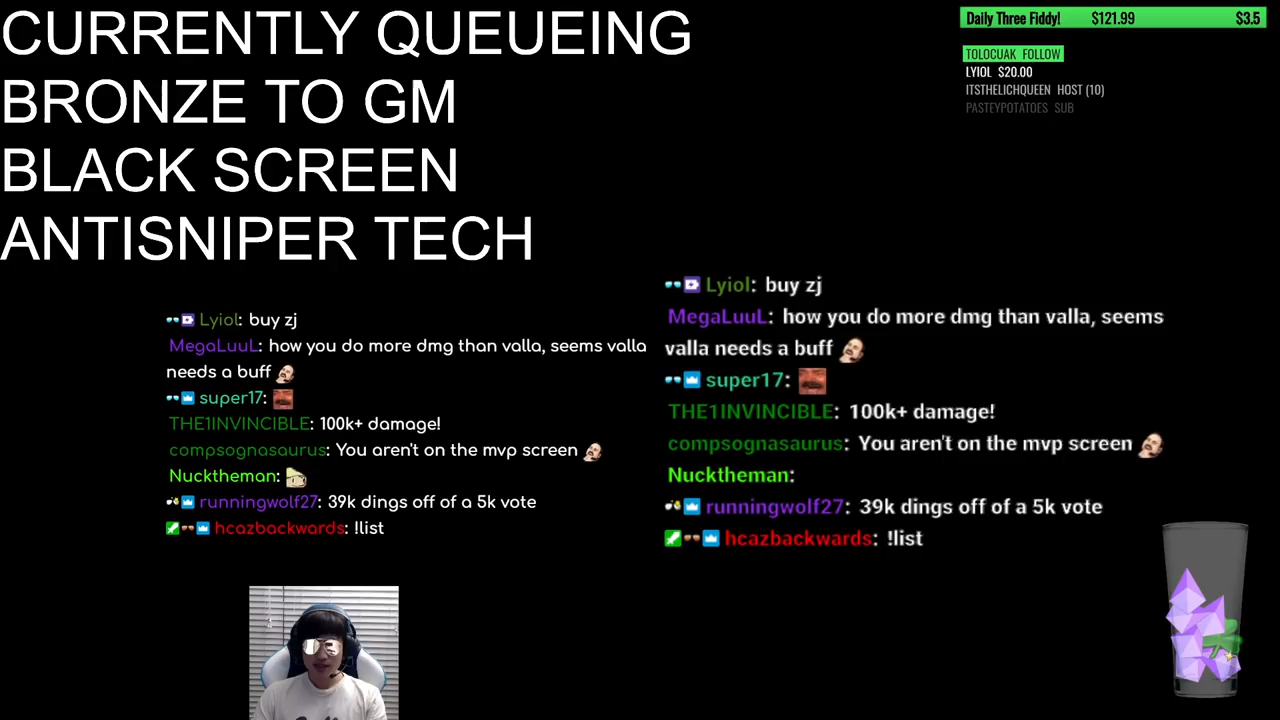 CURRENTLY QUEUEING
BRONZE TO GM
BLACK SCREEN
ANTISNIPER TECH
Daily Three Fiddy! $121.99 $3.5
TOLOCUAK FOLLOW
LYIOL $20.00
ITSTHELICHQUEEN HOST (10)
PASTEYPOTATOES SUB
Lyiol: buy zj
MegaLuuL: how you do more dmg than valla, seems valla
needs a buff
super17:
THE1INVINCIBLE: 100k+ damage!
compsognasaurus: You aren't on the mvp screen
Nucktheman:
runningwolf27: 39k dings off of a 5k vote
hcazbackwards: !list
Lyiol: buy zj
MegaLuuL: how you do more dmg than valla, seems
valla needs a buff
super17:
THE1INVINCIBLE: 100k+ damage!
compsognasaurus: You aren't on the mvp screen
Nucktheman:
runningwolf27: 39k dings off of a 5k vote
hcazbackwards: !list